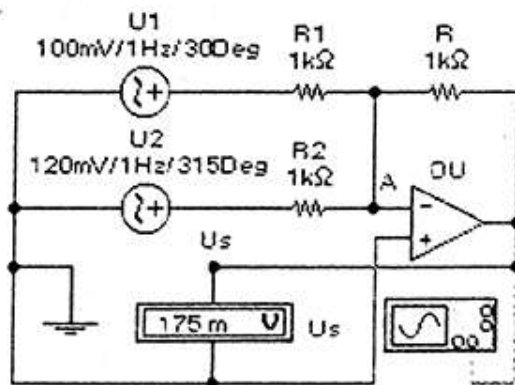 U1
100mV/1Hz/30Deg
R1
1kΩ
R
1kΩ
U2
120mV/1Hz/315Deg
R2
1kΩ
A
OU
-
+
Us
175 m V
Us